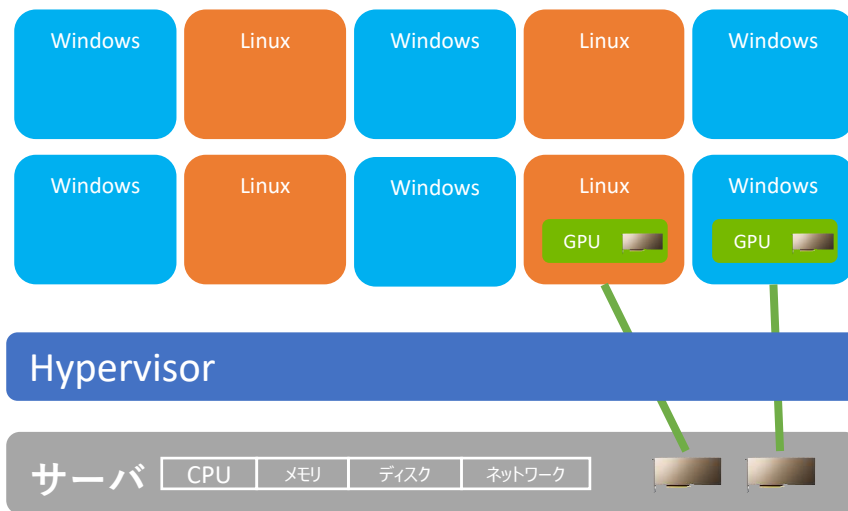 Windows
Linux
Windows
Linux
Windows
Windows
Linux
Windows
Linux
Windows
GPU
GPU
Hypervisor
サーバ
CPU
メモリ
ディスク
ネットワーク